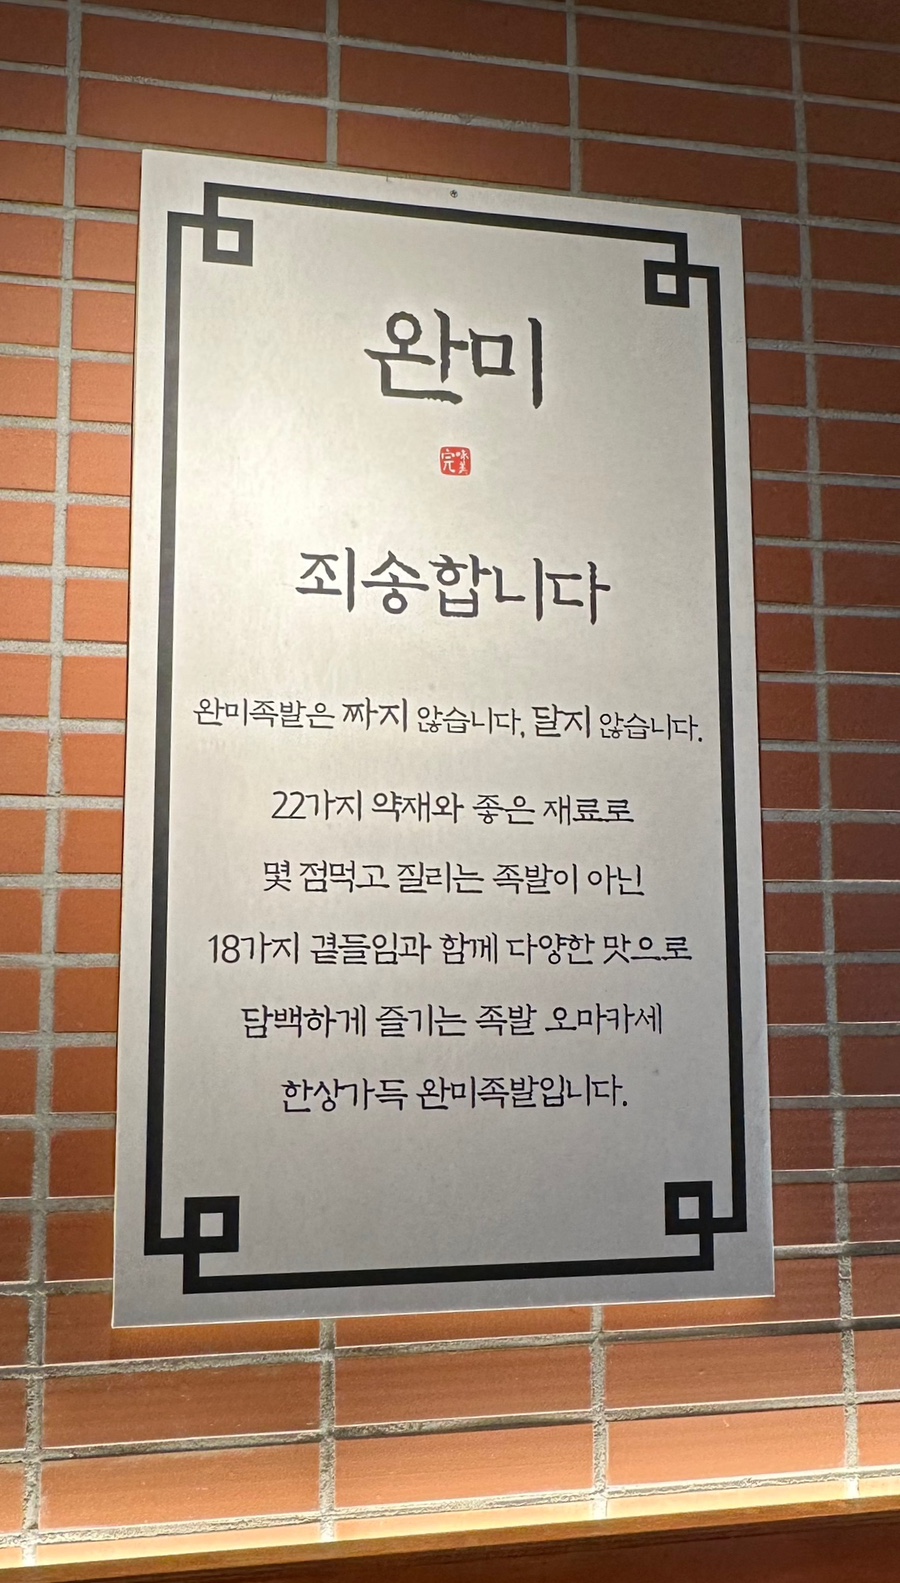 완미
죄송합니다
완미족발은 짜지 않습니다, 달지 않습니다.
22가지 약재와 좋은 재료로
몇 점먹고 질리는 족발이 아닌
18가지 곁들임과 함께 다양한 맛으로
담백하게 즐기는 족발 오마카세
한상가득 완미족발입니다.